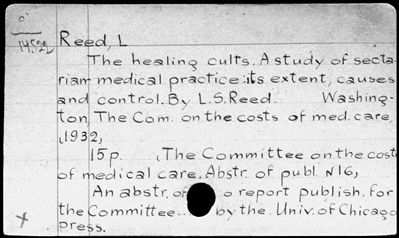 Reed, L
The healing cults. A study of secta-
rian medical practice: its extent, causes
and control. By L.S. Reed. Washing-
ton, The Com. on the costs of med. care,
1932,
15 p. (The Committee on the costs
of medical care. Abstr. of publ. N16,
An abstr. of a report publish. for
the Committee... by the Univ. of Chicago
press.